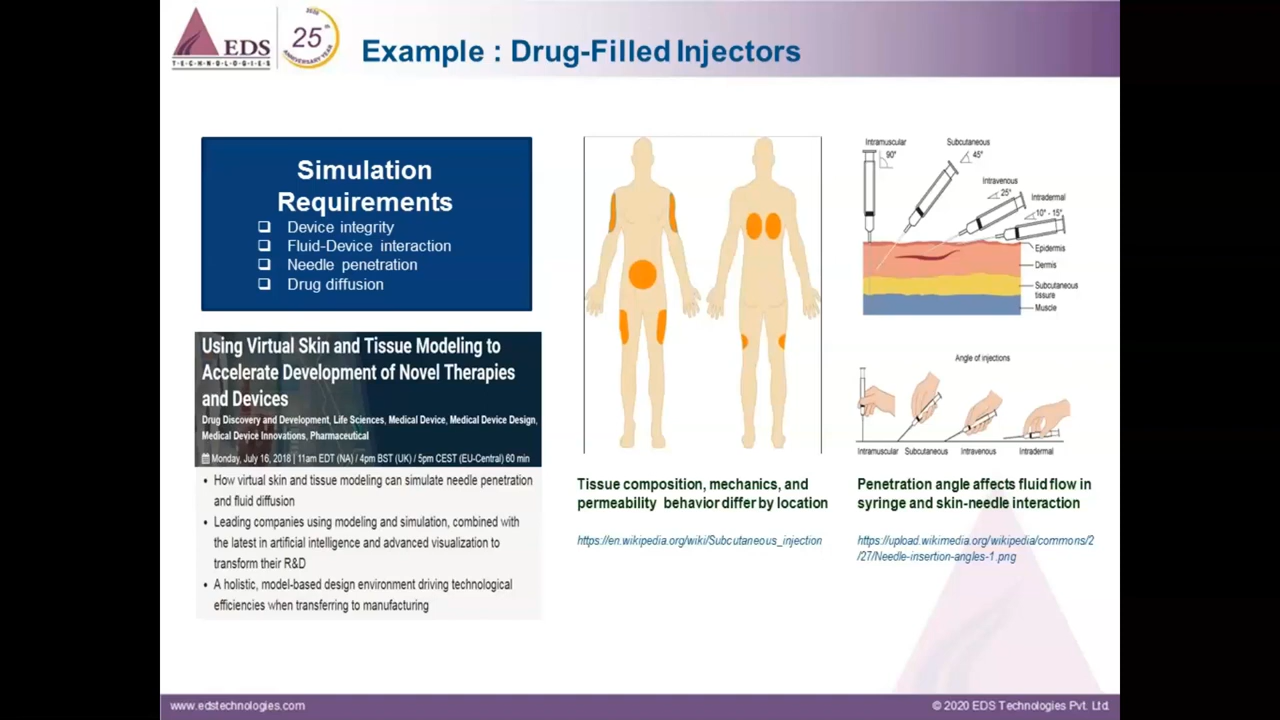 EDS
TECHNOLOGIES
25
ANNIVERSARY YEAR
Example : Drug-Filled Injectors
Simulation
Requirements
Device integrity
Fluid-Device interaction
Needle penetration
Drug diffusion
Using Virtual Skin and Tissue Modeling to
Accelerate Development of Novel Therapies
and Devices
Drug Discovery and Development, Life Sciences, Medical Device, Medical Device Design,
Medical Device Innovations, Pharmaceutical
Monday, July 16, 2018 | 11am EDT (NA) / 4pm BST (UK) / 5pm CEST (EU-Central) 60 min
• How virtual skin and tissue modeling can simulate needle penetration
and fluid diffusion
• Leading companies using modeling and simulation, combined with
the latest in artificial intelligence and advanced visualization to
transform their R&D
• A holistic, model-based design environment driving technological
efficiencies when transferring to manufacturing
Tissue composition, mechanics, and
permeability behavior differ by location
https://en.wikipedia.org/wiki/Subcutaneous_injection
Intramuscular
90°
Subcutaneous
45°
Intravenous
25°
Intradermal
10° - 15°
Epidermis
Dermis
Subcutaneous
tissure
Muscle
Angle of injections
Intramuscular
Subcutaneous
Intravenous
Intradermal
Penetration angle affects fluid flow in
syringe and skin-needle interaction
https://upload.wikimedia.org/wikipedia/commons/2
/27/Needle-insertion-angles-1.png
www.edstechnologies.com
© 2020 EDS Technologies Pvt. Ltd.